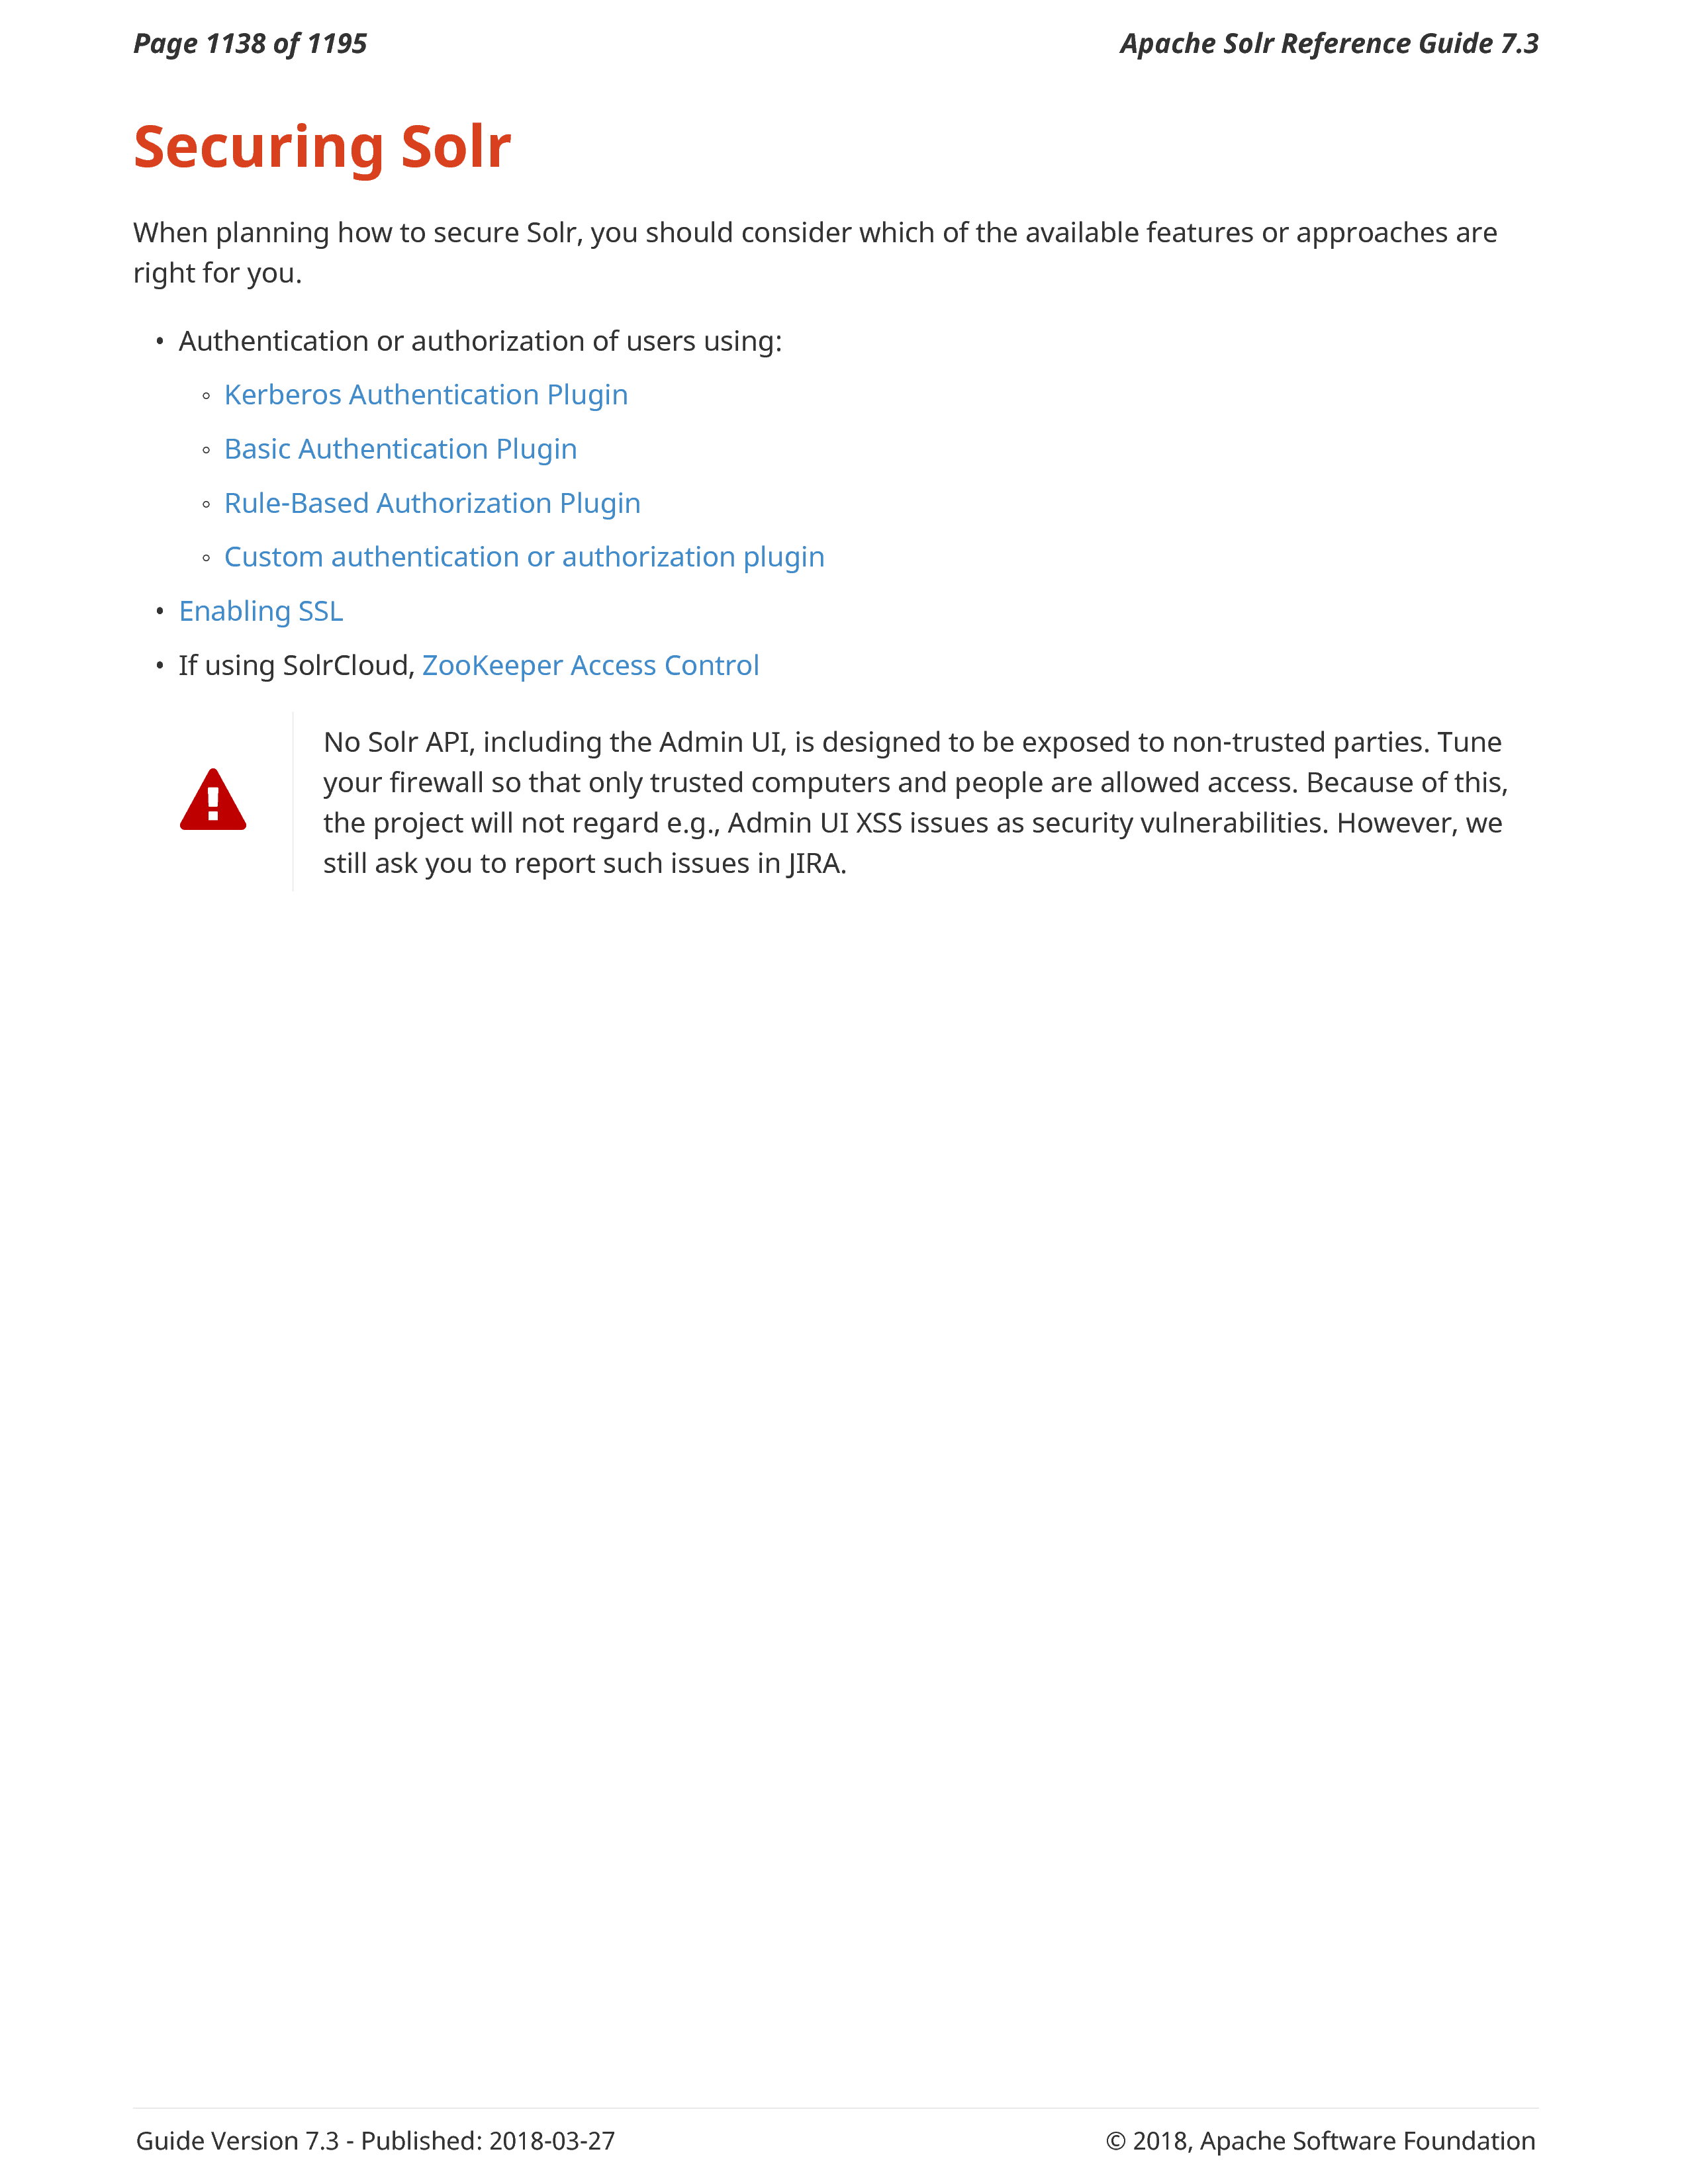 Page 1138 of 1195
Apache Solr Reference Guide 7.3
Securing Solr
When planning how to secure Solr, you should consider which of the available features or approaches are
right for you.
• Authentication or authorization of users using:
◦ Kerberos Authentication Plugin
◦ Basic Authentication Plugin
◦ Rule-Based Authorization Plugin
◦ Custom authentication or authorization plugin
• Enabling SSL
• If using SolrCloud, ZooKeeper Access Control
No Solr API, including the Admin UI, is designed to be exposed to non-trusted parties. Tune
your firewall so that only trusted computers and people are allowed access. Because of this,
the project will not regard e.g., Admin UI XSS issues as security vulnerabilities. However, we
still ask you to report such issues in JIRA.
Guide Version 7.3 - Published: 2018-03-27
© 2018, Apache Software Foundation